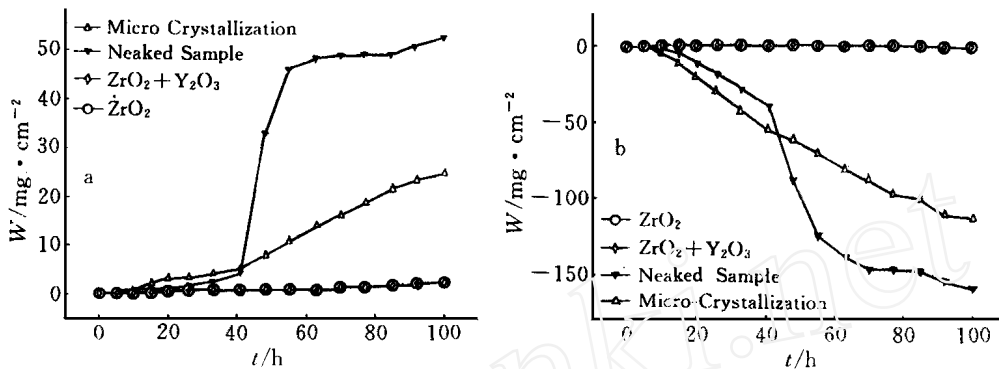 Micro Crystallization
Neaked Sample
ZrO₂+Y₂O₃
ŻrO₂
a
W/mg·cm⁻²
50
40
30
20
10
0
0 20 40 60 80 100
t/h
0
−50
−100
−150
W/mg·cm⁻²
b
ZrO₂
ZrO₂+Y₂O₃
Neaked Sample
Micro-Crystallization
0 20 40 60 80 100
t/h